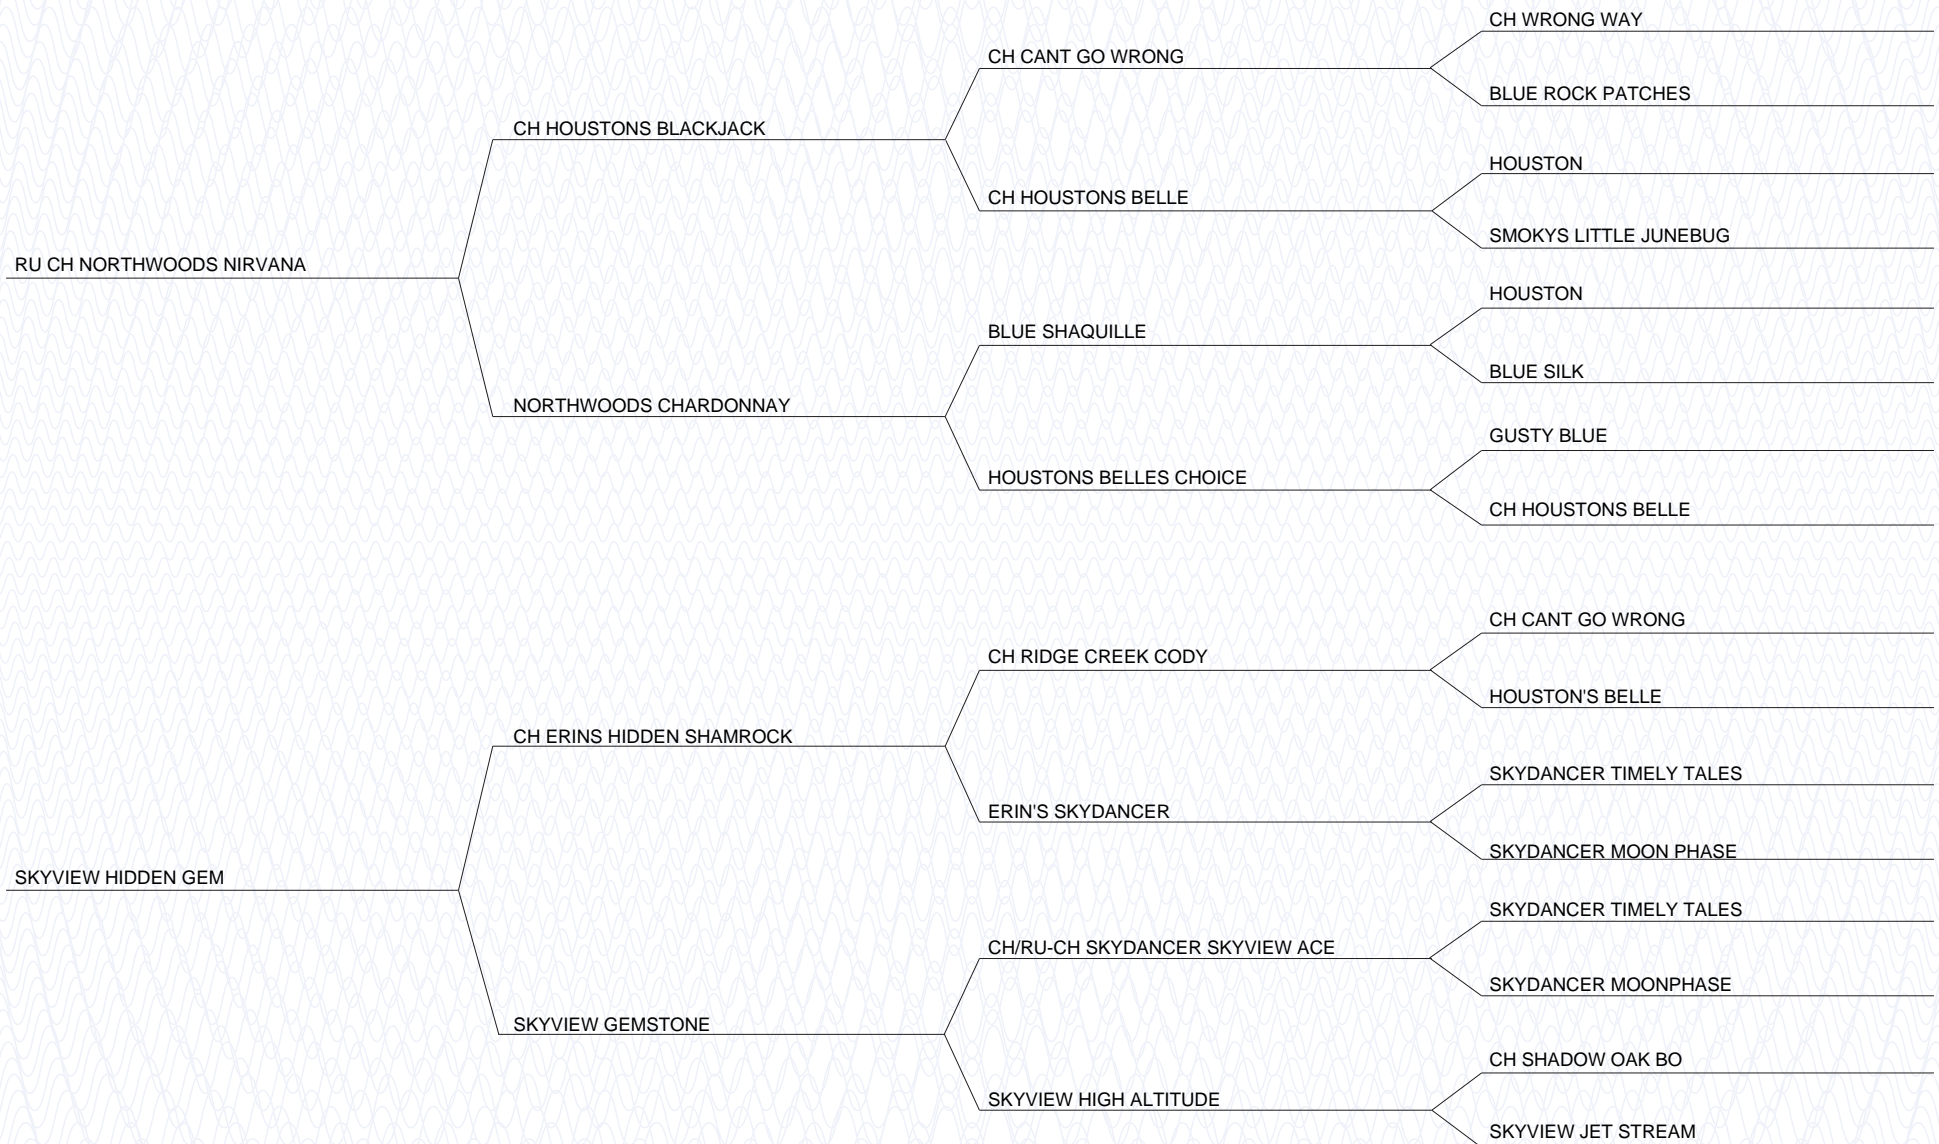 CH WRONG WAY
CH CANT GO WRONG
BLUE ROCK PATCHES
CH HOUSTONS BLACKJACK
HOUSTON
CH HOUSTONS BELLE
SMOKYS LITTLE JUNEBUG
RU CH NORTHWOODS NIRVANA
HOUSTON
BLUE SHAQUILLE
BLUE SILK
NORTHWOODS CHARDONNAY
GUSTY BLUE
HOUSTONS BELLES CHOICE
CH HOUSTONS BELLE
CH CANT GO WRONG
CH RIDGE CREEK CODY
HOUSTON'S BELLE
CH ERINS HIDDEN SHAMROCK
SKYDANCER TIMELY TALES
ERIN'S SKYDANCER
SKYDANCER MOON PHASE
SKYVIEW HIDDEN GEM
SKYDANCER TIMELY TALES
CH/RU-CH SKYDANCER SKYVIEW ACE
SKYDANCER MOONPHASE
SKYVIEW GEMSTONE
CH SHADOW OAK BO
SKYVIEW HIGH ALTITUDE
SKYVIEW JET STREAM